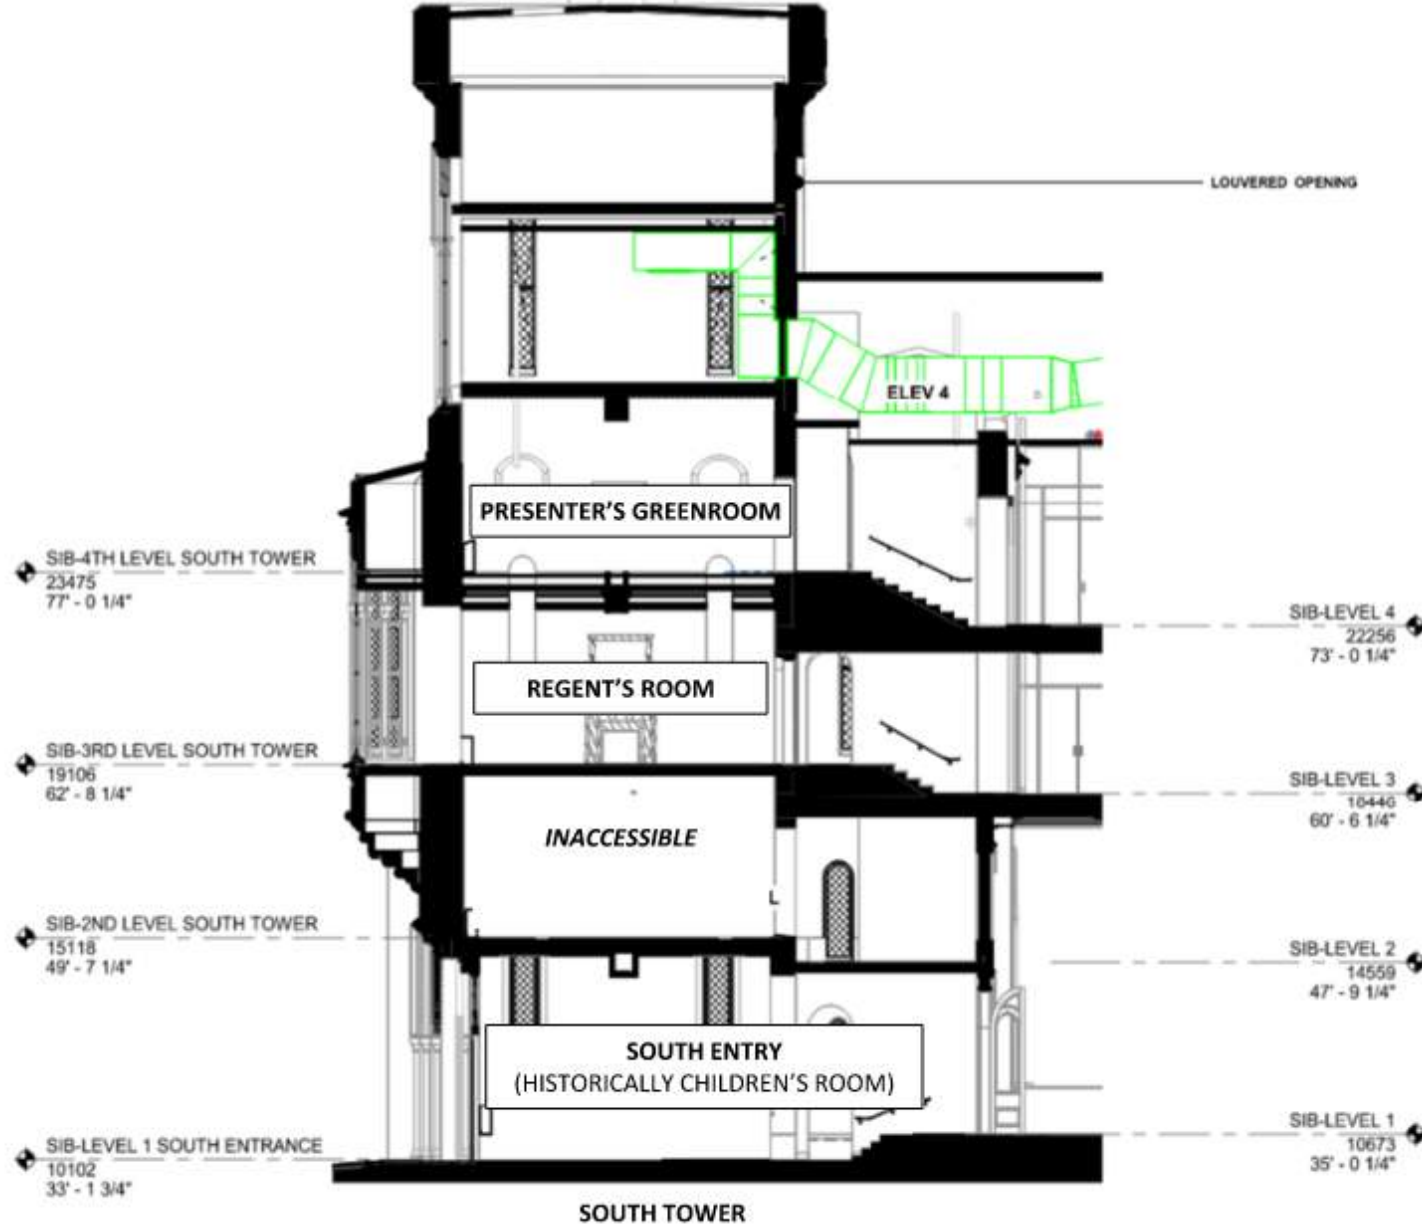 LOUVERED OPENING
ELEV 4
PRESENTER'S GREENROOM
SIB-4TH LEVEL SOUTH TOWER
23475
77' - 0 1/4"
SIB-LEVEL 4
22256
73' - 0 1/4"
REGENT'S ROOM
SIB-3RD LEVEL SOUTH TOWER
19106
62' - 8 1/4"
SIB-LEVEL 3
60' - 6 1/4"
INACCESSIBLE
L
SIB-2ND LEVEL SOUTH TOWER
15118
49' - 7 1/4"
SIB-LEVEL 2
14559
47' - 9 1/4"
SOUTH ENTRY
(HISTORICALLY CHILDREN'S ROOM)
SIB-LEVEL 1
10673
35' - 0 1/4"
SIB-LEVEL 1 SOUTH ENTRANCE
10102
33' - 1 3/4"
SOUTH TOWER